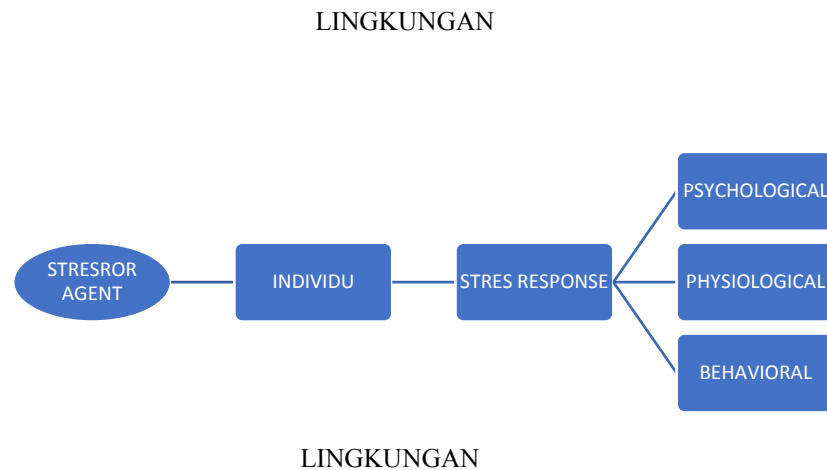 LINGKUNGAN
PSYCHOLOGICAL
STRESROR
AGENT
INDIVIDU
STRES RESPONSE
PHYSIOLOGICAL
BEHAVIORAL
LINGKUNGAN